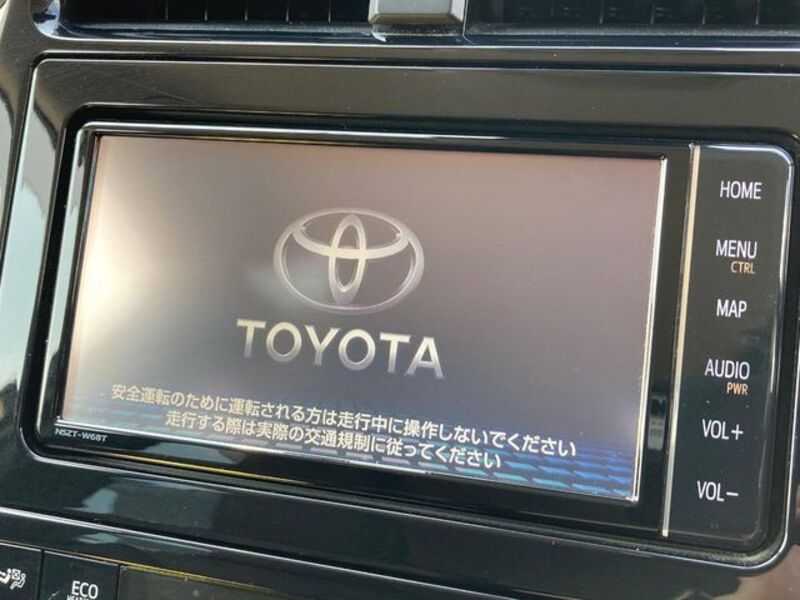 TOYOTA
安全運転のために運転される方は走行中に操作しないでください
走行する際は実際の交通規制に従ってください
NSZT-W68T
HOME
MENU
CTRL
MAP
AUDIO
PWR
VOL+
VOL-
ECO